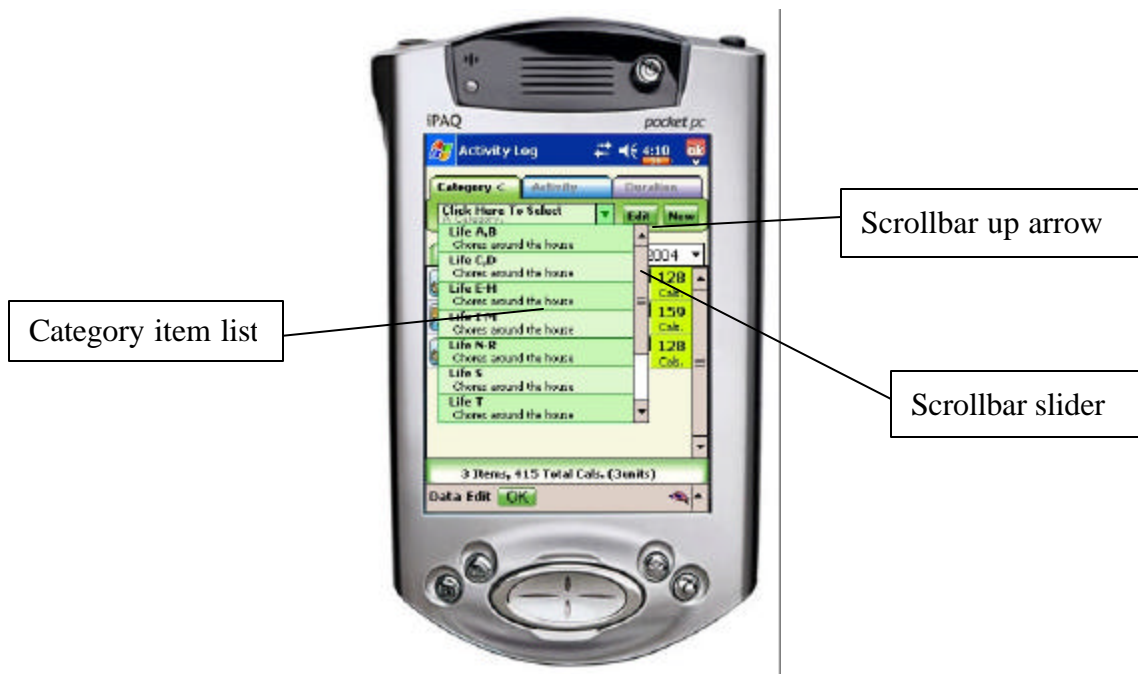 iPAQ
pocket pc
Activity Log
4:10
ok
Category <
Activity
Duration
Click Here To Select
A Category.
Edit
New
Life A,B
Chores around the house
2004
Life C,D
Chores around the house
128
Cals.
Life E-H
Chores around the house
159
Cals.
Life I-M
Chores around the house
128
Cals.
Life N-R
Chores around the house
Life S
Chores around the house
Life T
Chores around the house
3 Items, 415 Total Cals. (3units)
Data Edit OK
Scrollbar up arrow
Category item list
Scrollbar slider